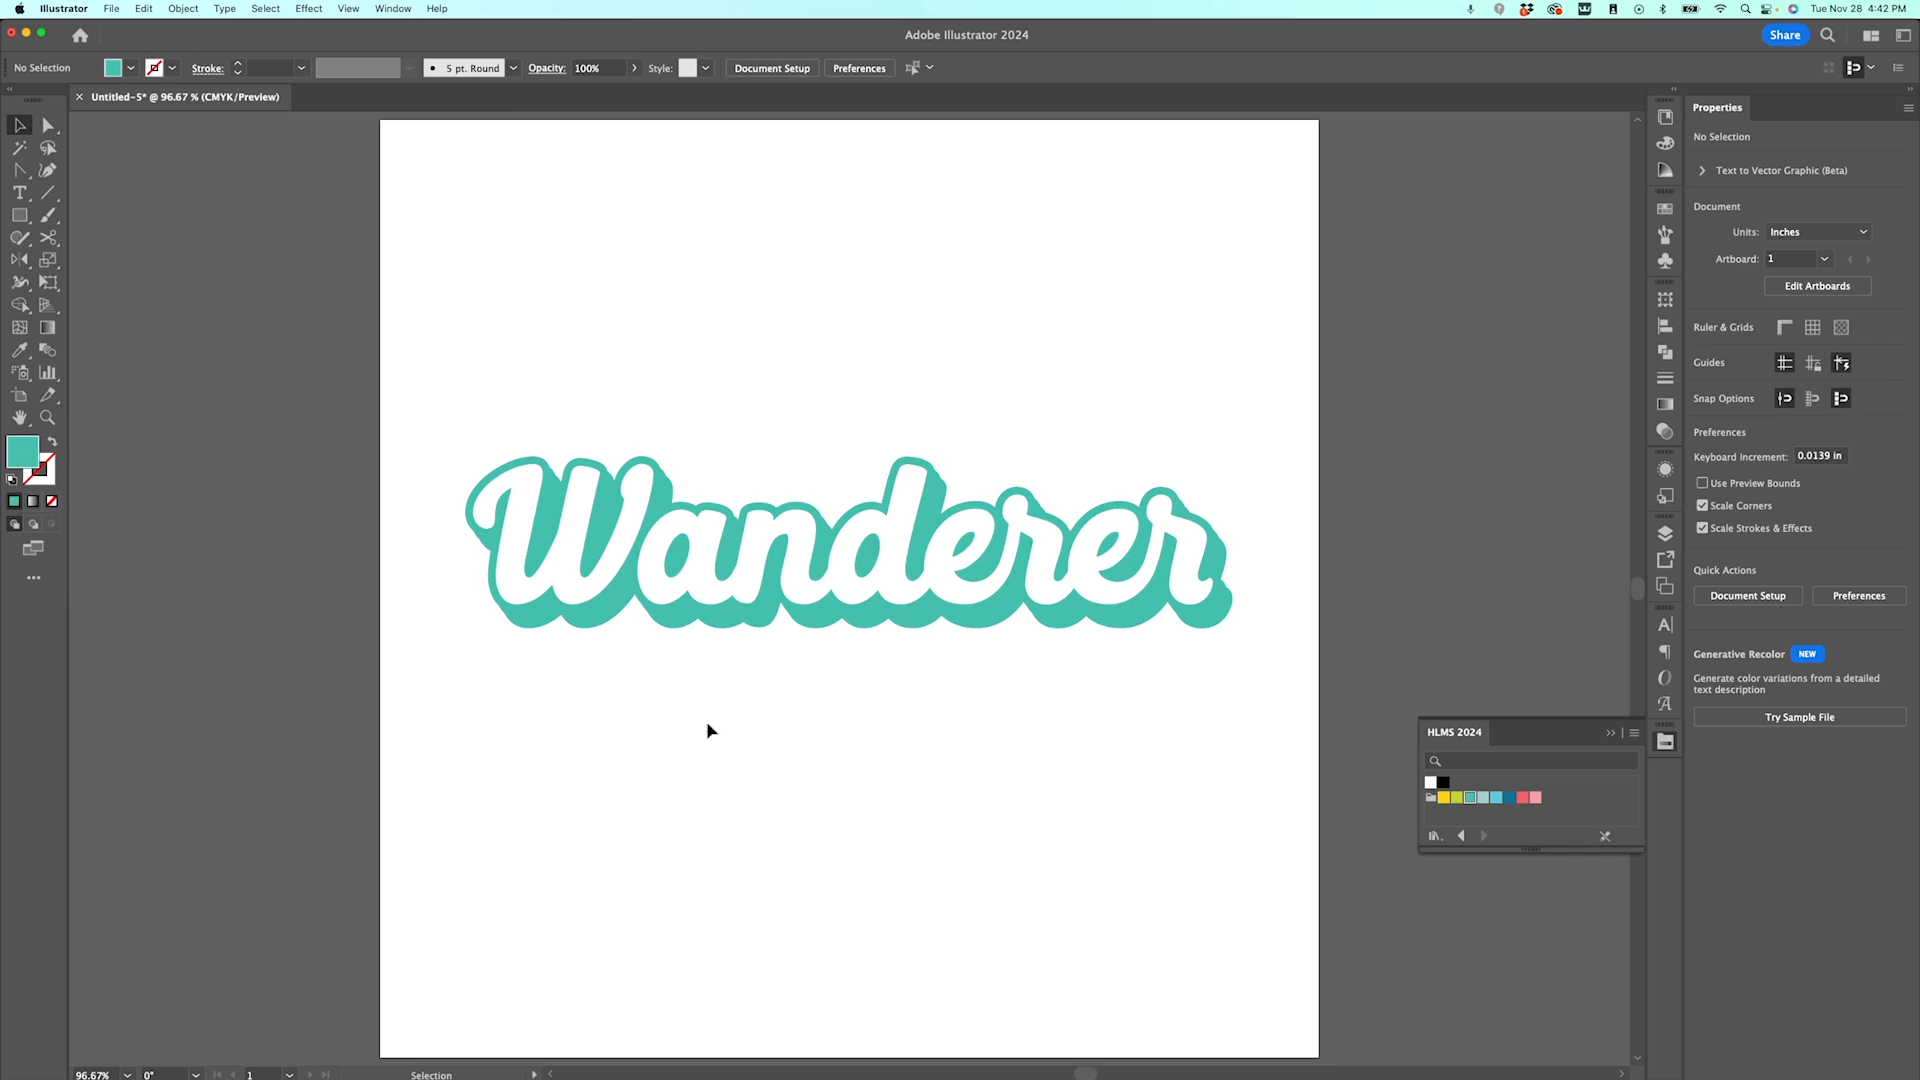 Illustrator File Edit Object Type Select Effect View Window Help
Tue Nov 28 4:42 PM
Adobe Illustrator 2024
Share
No Selection
Stroke:
5 pt. Round
Opacity: 100%
Style:
Document Setup
Preferences
Untitled-5* @ 96.67 % (CMYK/Preview)
Properties
No Selection
Text to Vector Graphic (Beta)
Document
Units: Inches
Artboard: 1
Edit Artboards
Ruler & Grids
Guides
Snap Options
Preferences
Keyboard Increment: 0.0139 in
Use Preview Bounds
Scale Corners
Scale Strokes & Effects
Quick Actions
Document Setup
Preferences
Generative Recolor NEW
Generate color variations from a detailed
text description
Try Sample File
Wanderer
HLMS 2024
96.67% 0° 1 Selection